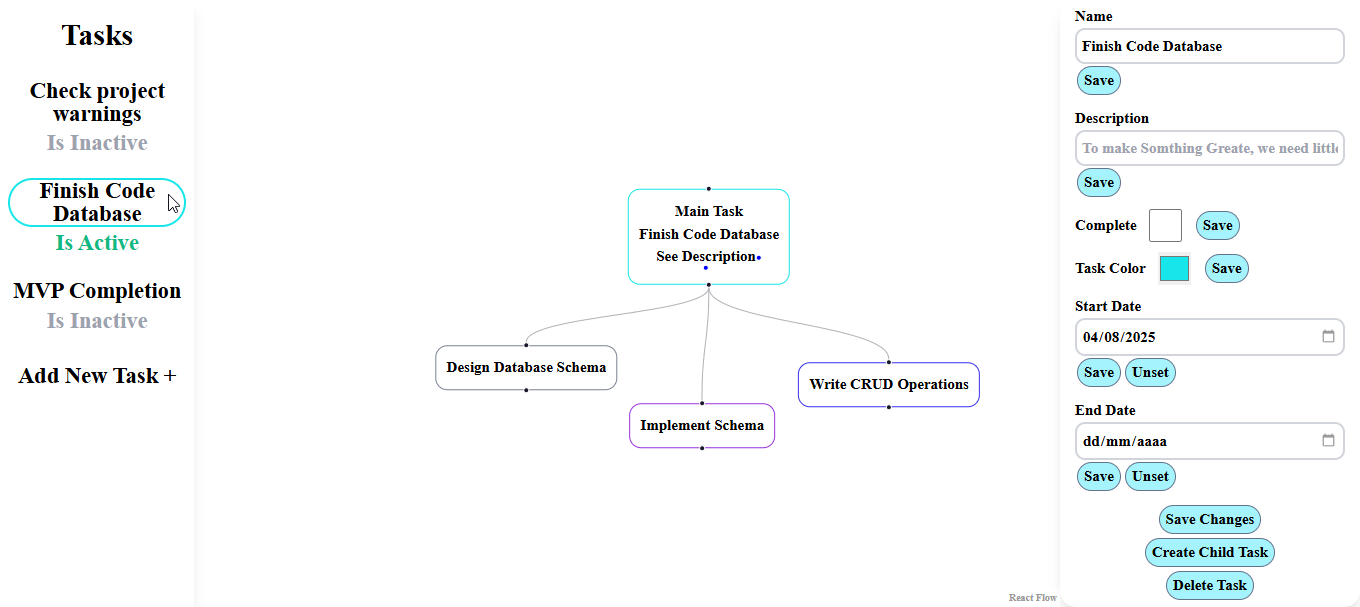 Tasks
Check project
warnings
Is Inactive
Finish Code
Database
Is Active
MVP Completion
Is Inactive
Add New Task +
Main Task
Finish Code Database
See Description
Design Database Schema
Implement Schema
Write CRUD Operations
React Flow
Name
Finish Code Database
Save
Description
To make Somthing Greate, we need little
Save
Complete
Save
Task Color
Save
Start Date
04/08/2025
Save Unset
End Date
dd/mm/aaaa
Save Unset
Save Changes
Create Child Task
Delete Task